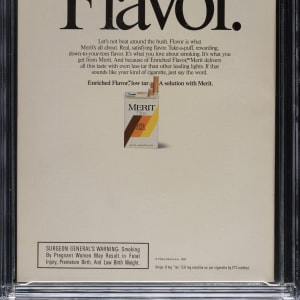 Flavor.
Let's not beat around the bush. Flavor is what
Merit's all about. Real, satisfying flavor. Take-a-puff, rewarding,
down-to-your-toes flavor. It's what you love about smoking. It's what you
get from Merit. And because of Enriched Flavor,™ Merit delivers
all this taste with even less tar than other leading lights. If that
sounds like your kind of cigarette, just say the word.
Enriched Flavor,™ low tar. A solution with Merit.
MERIT
SURGEON GENERAL'S WARNING: Smoking
By Pregnant Women May Result in Fetal
Injury, Premature Birth, And Low Birth Weight.